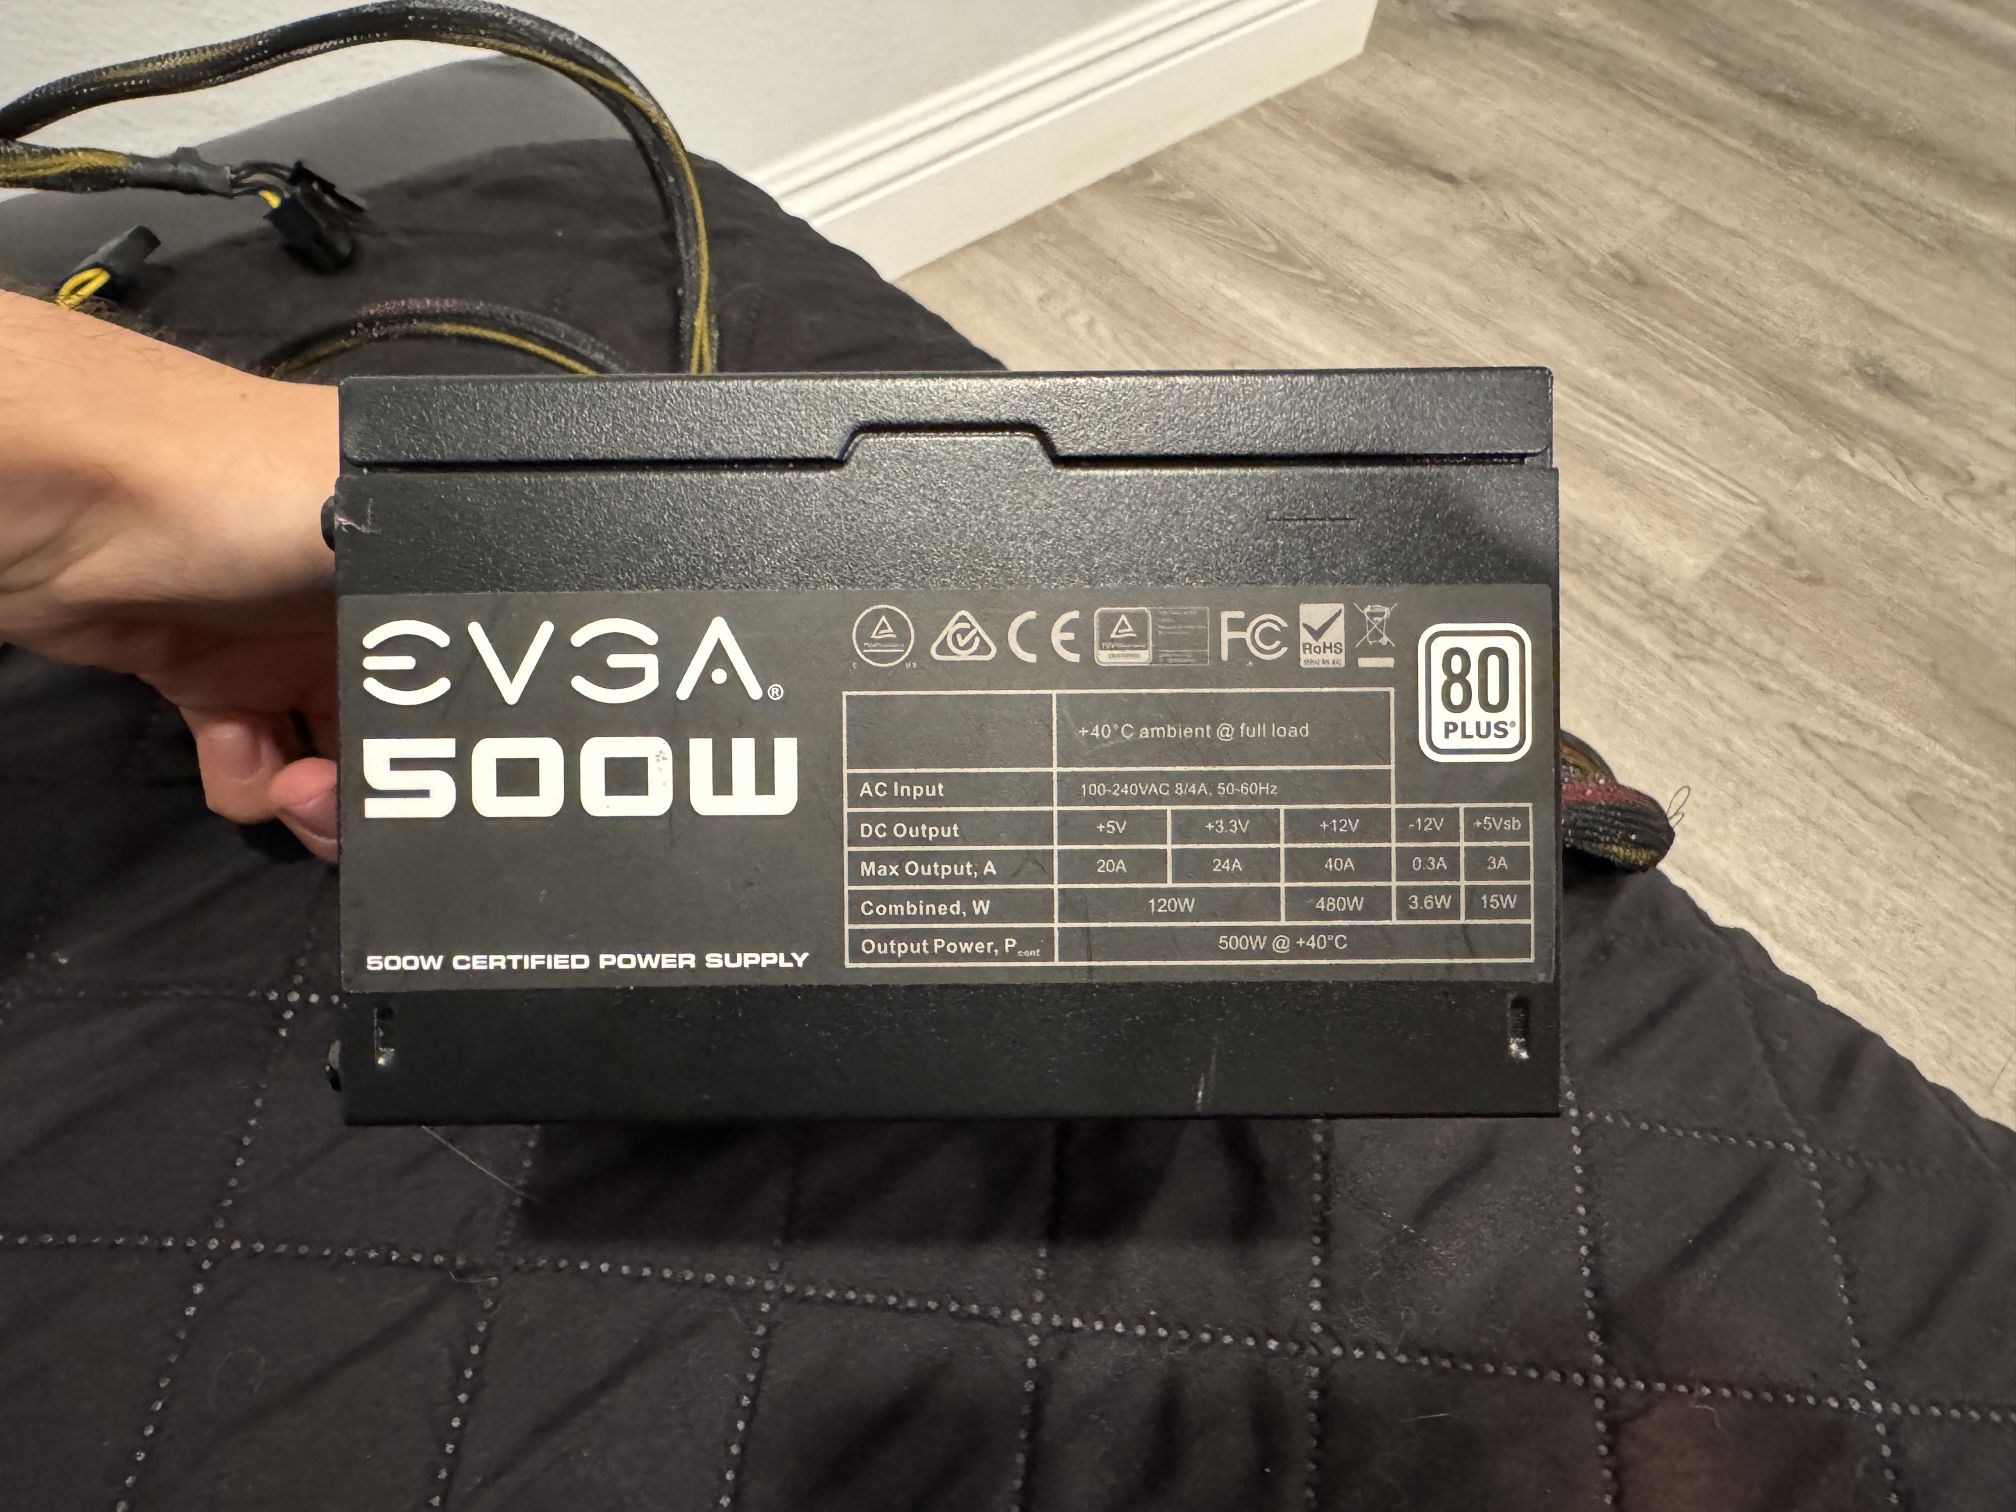 EVGA®
500W
500W CERTIFIED POWER SUPPLY
CE
FC
RoHS
80
PLUS®
+40°C ambient @ full load
AC Input 100-240VAC 8/4A, 50-60Hz
DC Output +5V +3.3V +12V -12V +5Vsb
Max Output, A 20A 24A 40A 0.3A 3A
Combined, W 120W 480W 3.6W 15W
Output Power, Pcont 500W @ +40°C